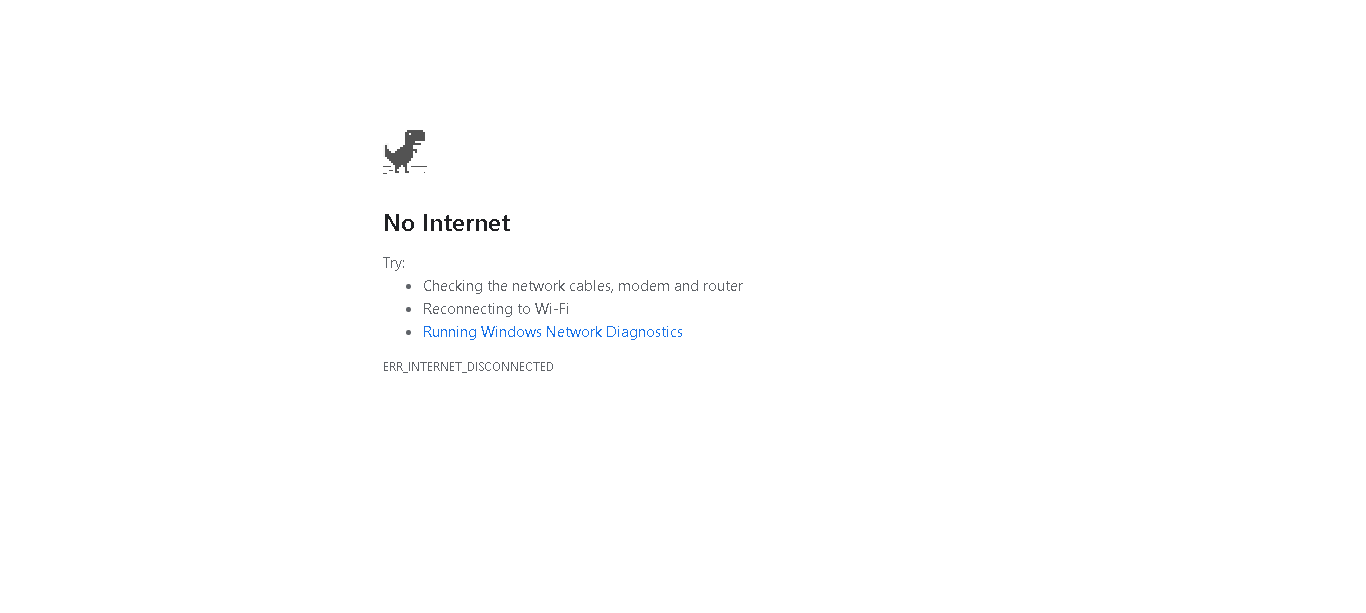 No Internet
Try:
Checking the network cables, modem and router
Reconnecting to Wi-Fi
Running Windows Network Diagnostics
ERR_INTERNET_DISCONNECTED